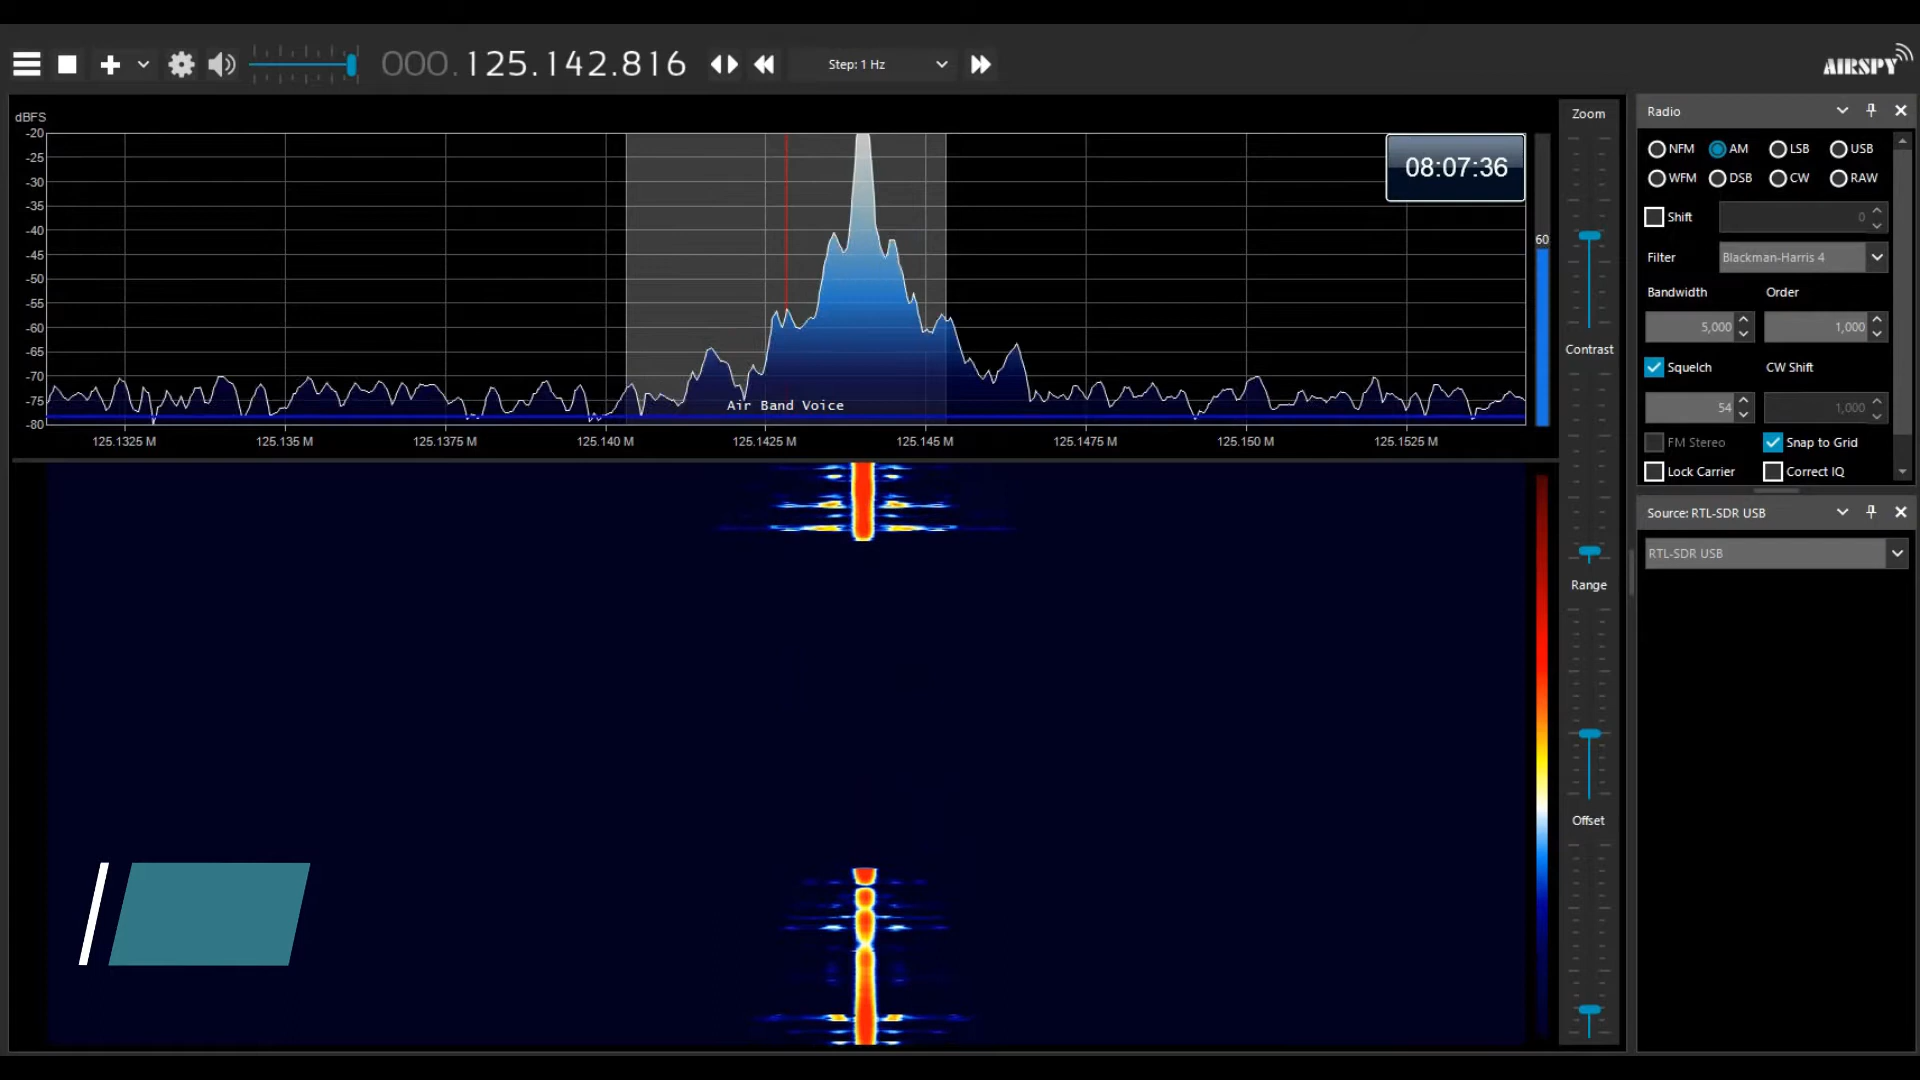 000.125.142.816
Step: 1 Hz
AIRSPY
dBFS
-20
-25
-30
-35
-40
-45
-50
-55
-60
-65
-70
-75
-80
08:07:36
60
Air Band Voice
125.1325 M 125.135 M 125.1375 M 125.140 M 125.1425 M 125.145 M 125.1475 M 125.150 M 125.1525 M
Zoom
Contrast
Range
Offset
Radio
NFM AM LSB USB
WFM DSB CW RAW
Shift 0
Filter Blackman-Harris 4
Bandwidth Order
5,000 1,000
Squelch CW Shift
54 1,000
FM Stereo Snap to Grid
Lock Carrier Correct IQ
Source: RTL-SDR USB
RTL-SDR USB